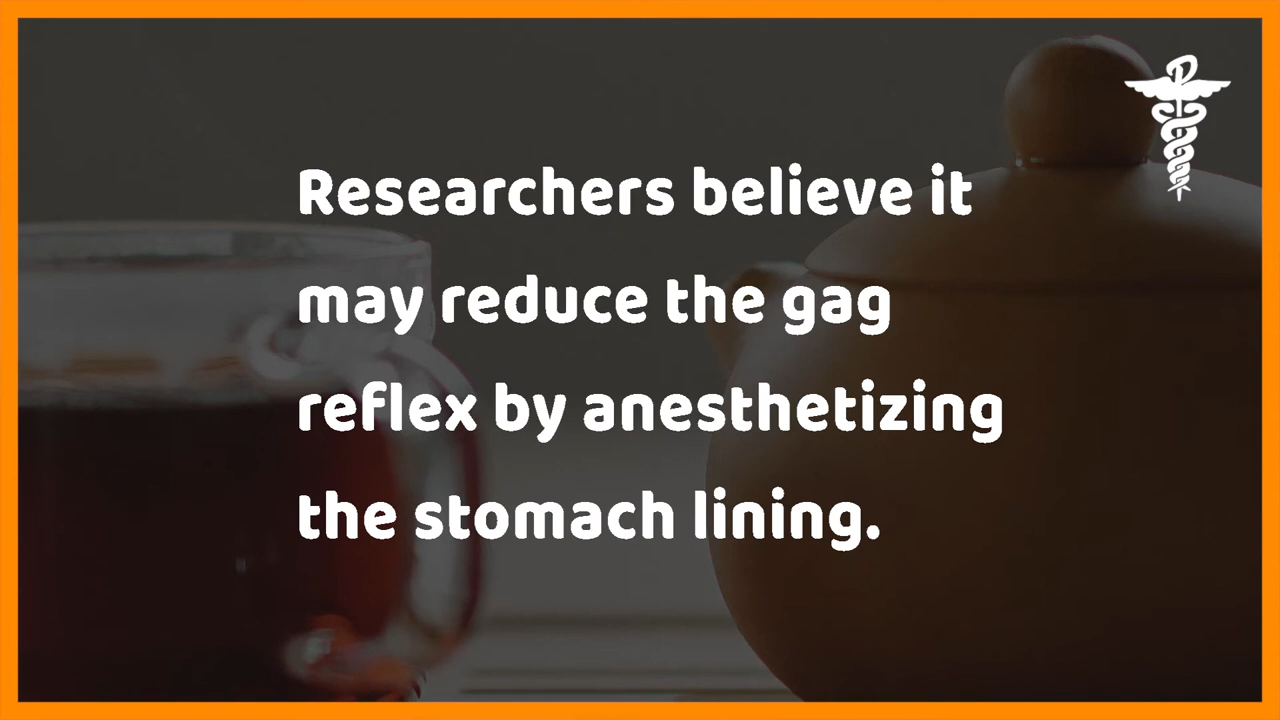 Researchers believe it
may reduce the gag
reflex by anesthetizing
the stomach lining.